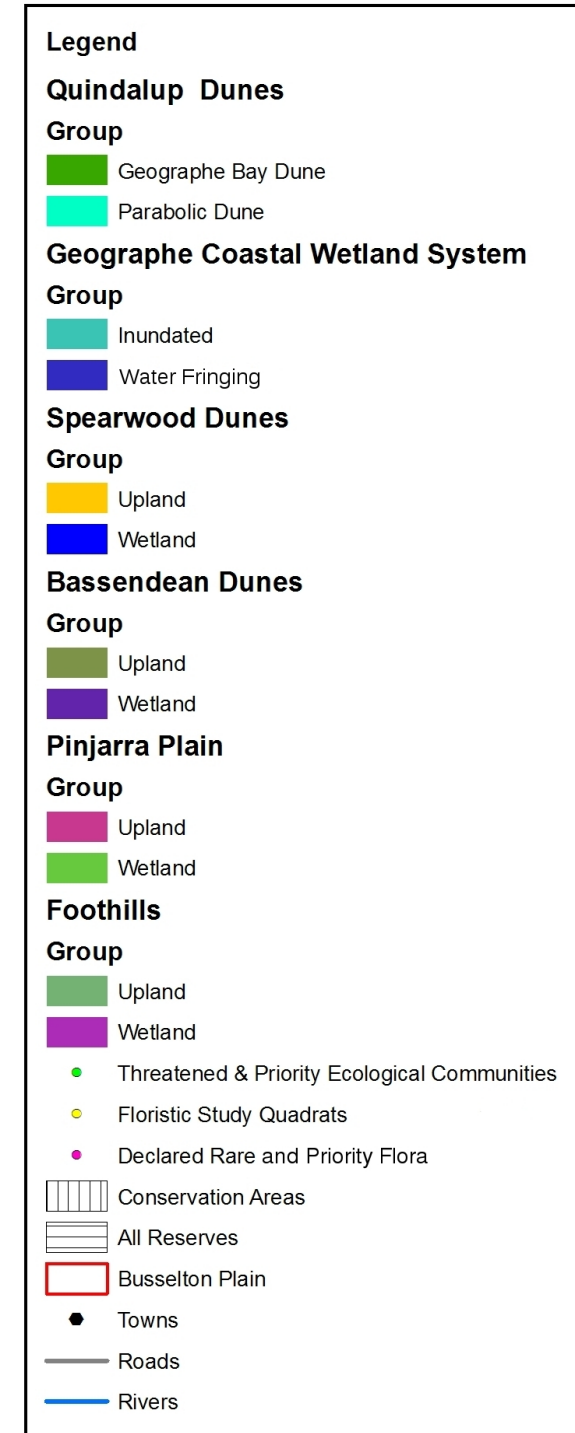 Legend
Quindalup Dunes
Group
Geographe Bay Dune
Parabolic Dune
Geographe Coastal Wetland System
Group
Inundated
Water Fringing
Spearwood Dunes
Group
Upland
Wetland
Bassendean Dunes
Group
Upland
Wetland
Pinjarra Plain
Group
Upland
Wetland
Foothills
Group
Upland
Wetland
Threatened & Priority Ecological Communities
Floristic Study Quadrats
Declared Rare and Priority Flora
Conservation Areas
All Reserves
Busselton Plain
Towns
Roads
Rivers